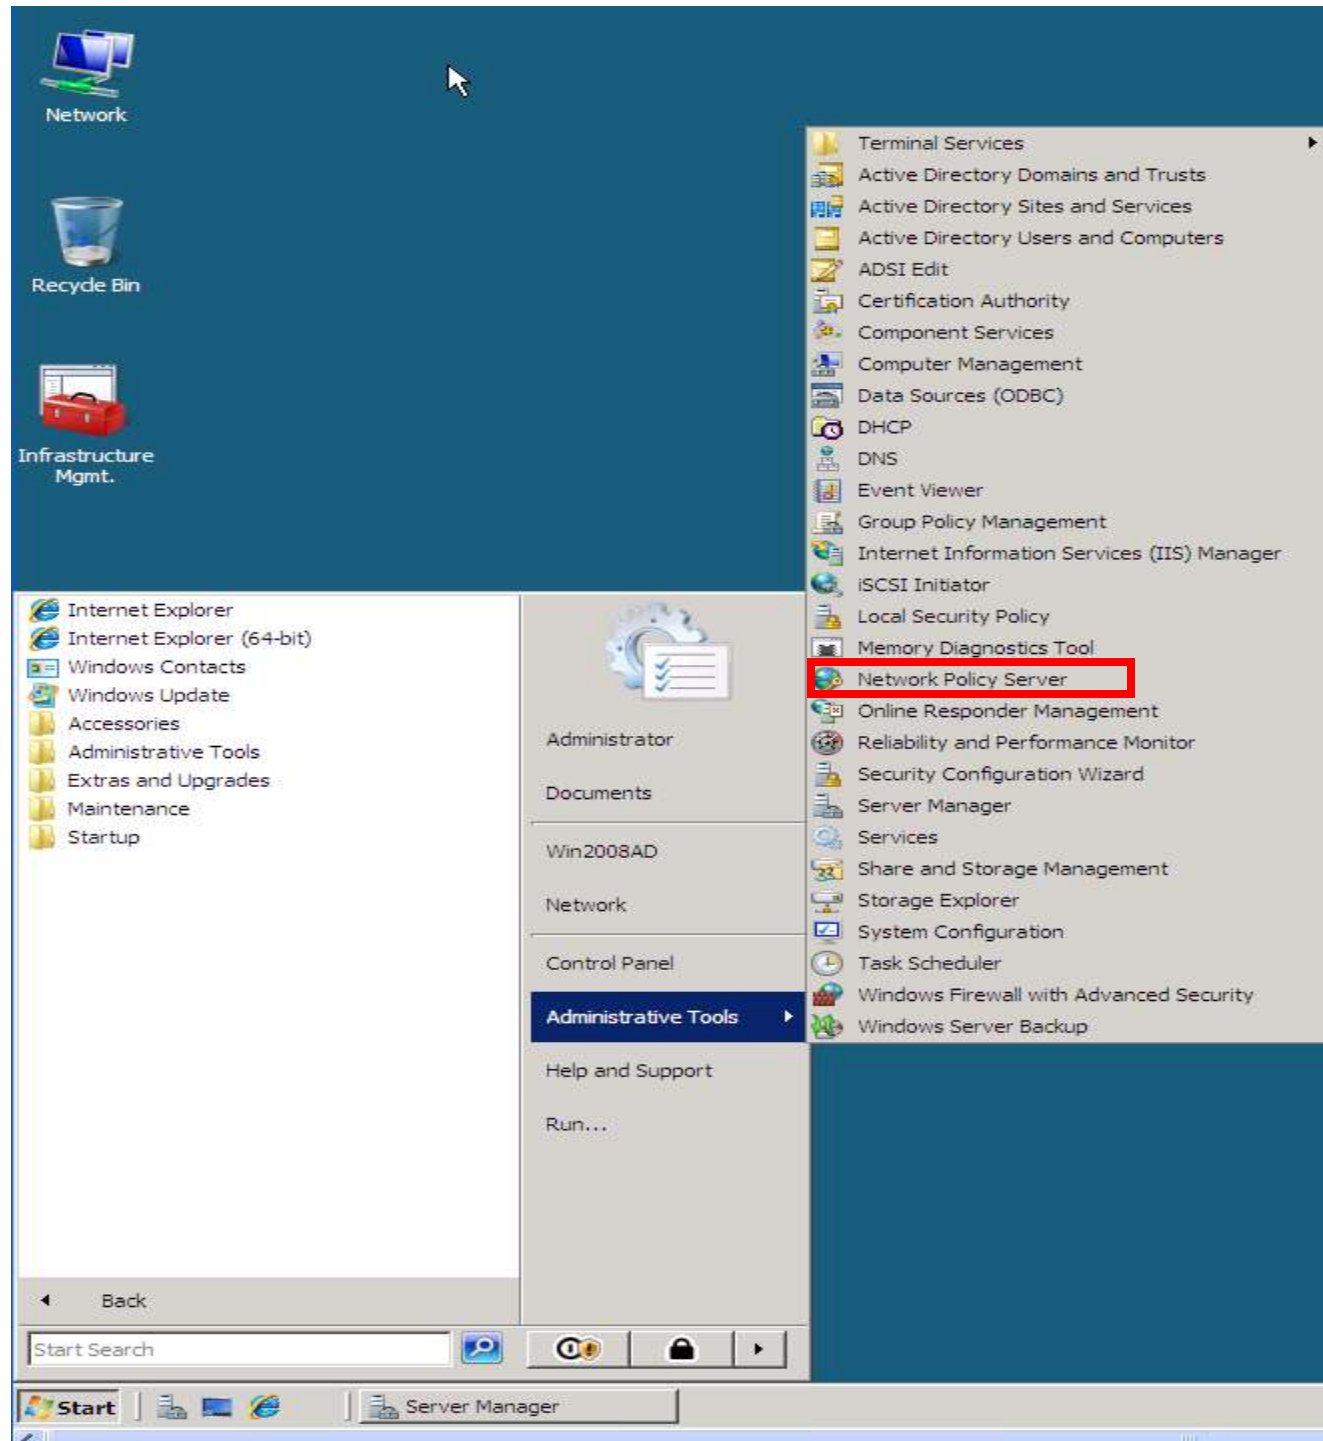 Network
Recycle Bin
Infrastructure
Mgmt.
Terminal Services
Active Directory Domains and Trusts
Active Directory Sites and Services
Active Directory Users and Computers
ADSI Edit
Certification Authority
Component Services
Computer Management
Data Sources (ODBC)
DHCP
DNS
Event Viewer
Group Policy Management
Internet Information Services (IIS) Manager
iSCSI Initiator
Local Security Policy
Memory Diagnostics Tool
Network Policy Server
Online Responder Management
Reliability and Performance Monitor
Security Configuration Wizard
Server Manager
Services
Share and Storage Management
Storage Explorer
System Configuration
Task Scheduler
Windows Firewall with Advanced Security
Windows Server Backup
Internet Explorer
Internet Explorer (64-bit)
Windows Contacts
Windows Update
Accessories
Administrative Tools
Extras and Upgrades
Maintenance
Startup
Back
Start Search
Administrator
Documents
Win2008AD
Network
Control Panel
Administrative Tools
Help and Support
Run...
Start
Server Manager